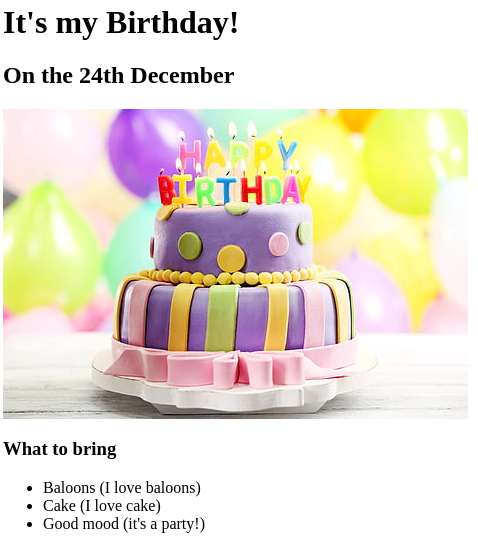 It's my Birthday!
On the 24th December
HAPPY
BIRTHDAY
What to bring
Baloons (I love baloons)
Cake (I love cake)
Good mood (it's a party!)